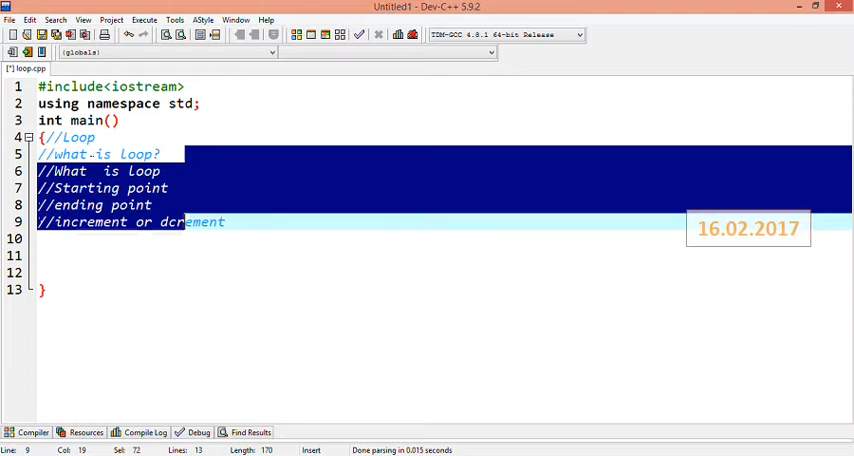 Untitled1 - Dev-C++ 5.9.2
File Edit Search View Project Execute Tools AStyle Window Help
TDM-GCC 4.8.1 64-bit Release
(globals)
[*] loop.cpp
1 #include<iostream>
2 using namespace std;
3 int main()
4 {//Loop
5 //what is loop?
6 //What  is loop
7 //Starting point
8 //ending point
9 //increment or dcrement
10
11
12
13 }
16.02.2017
Compiler Resources Compile Log Debug Find Results
Line: 9 Col: 19 Sel: 72 Lines: 13 Length: 170 Insert Done parsing in 0.015 seconds